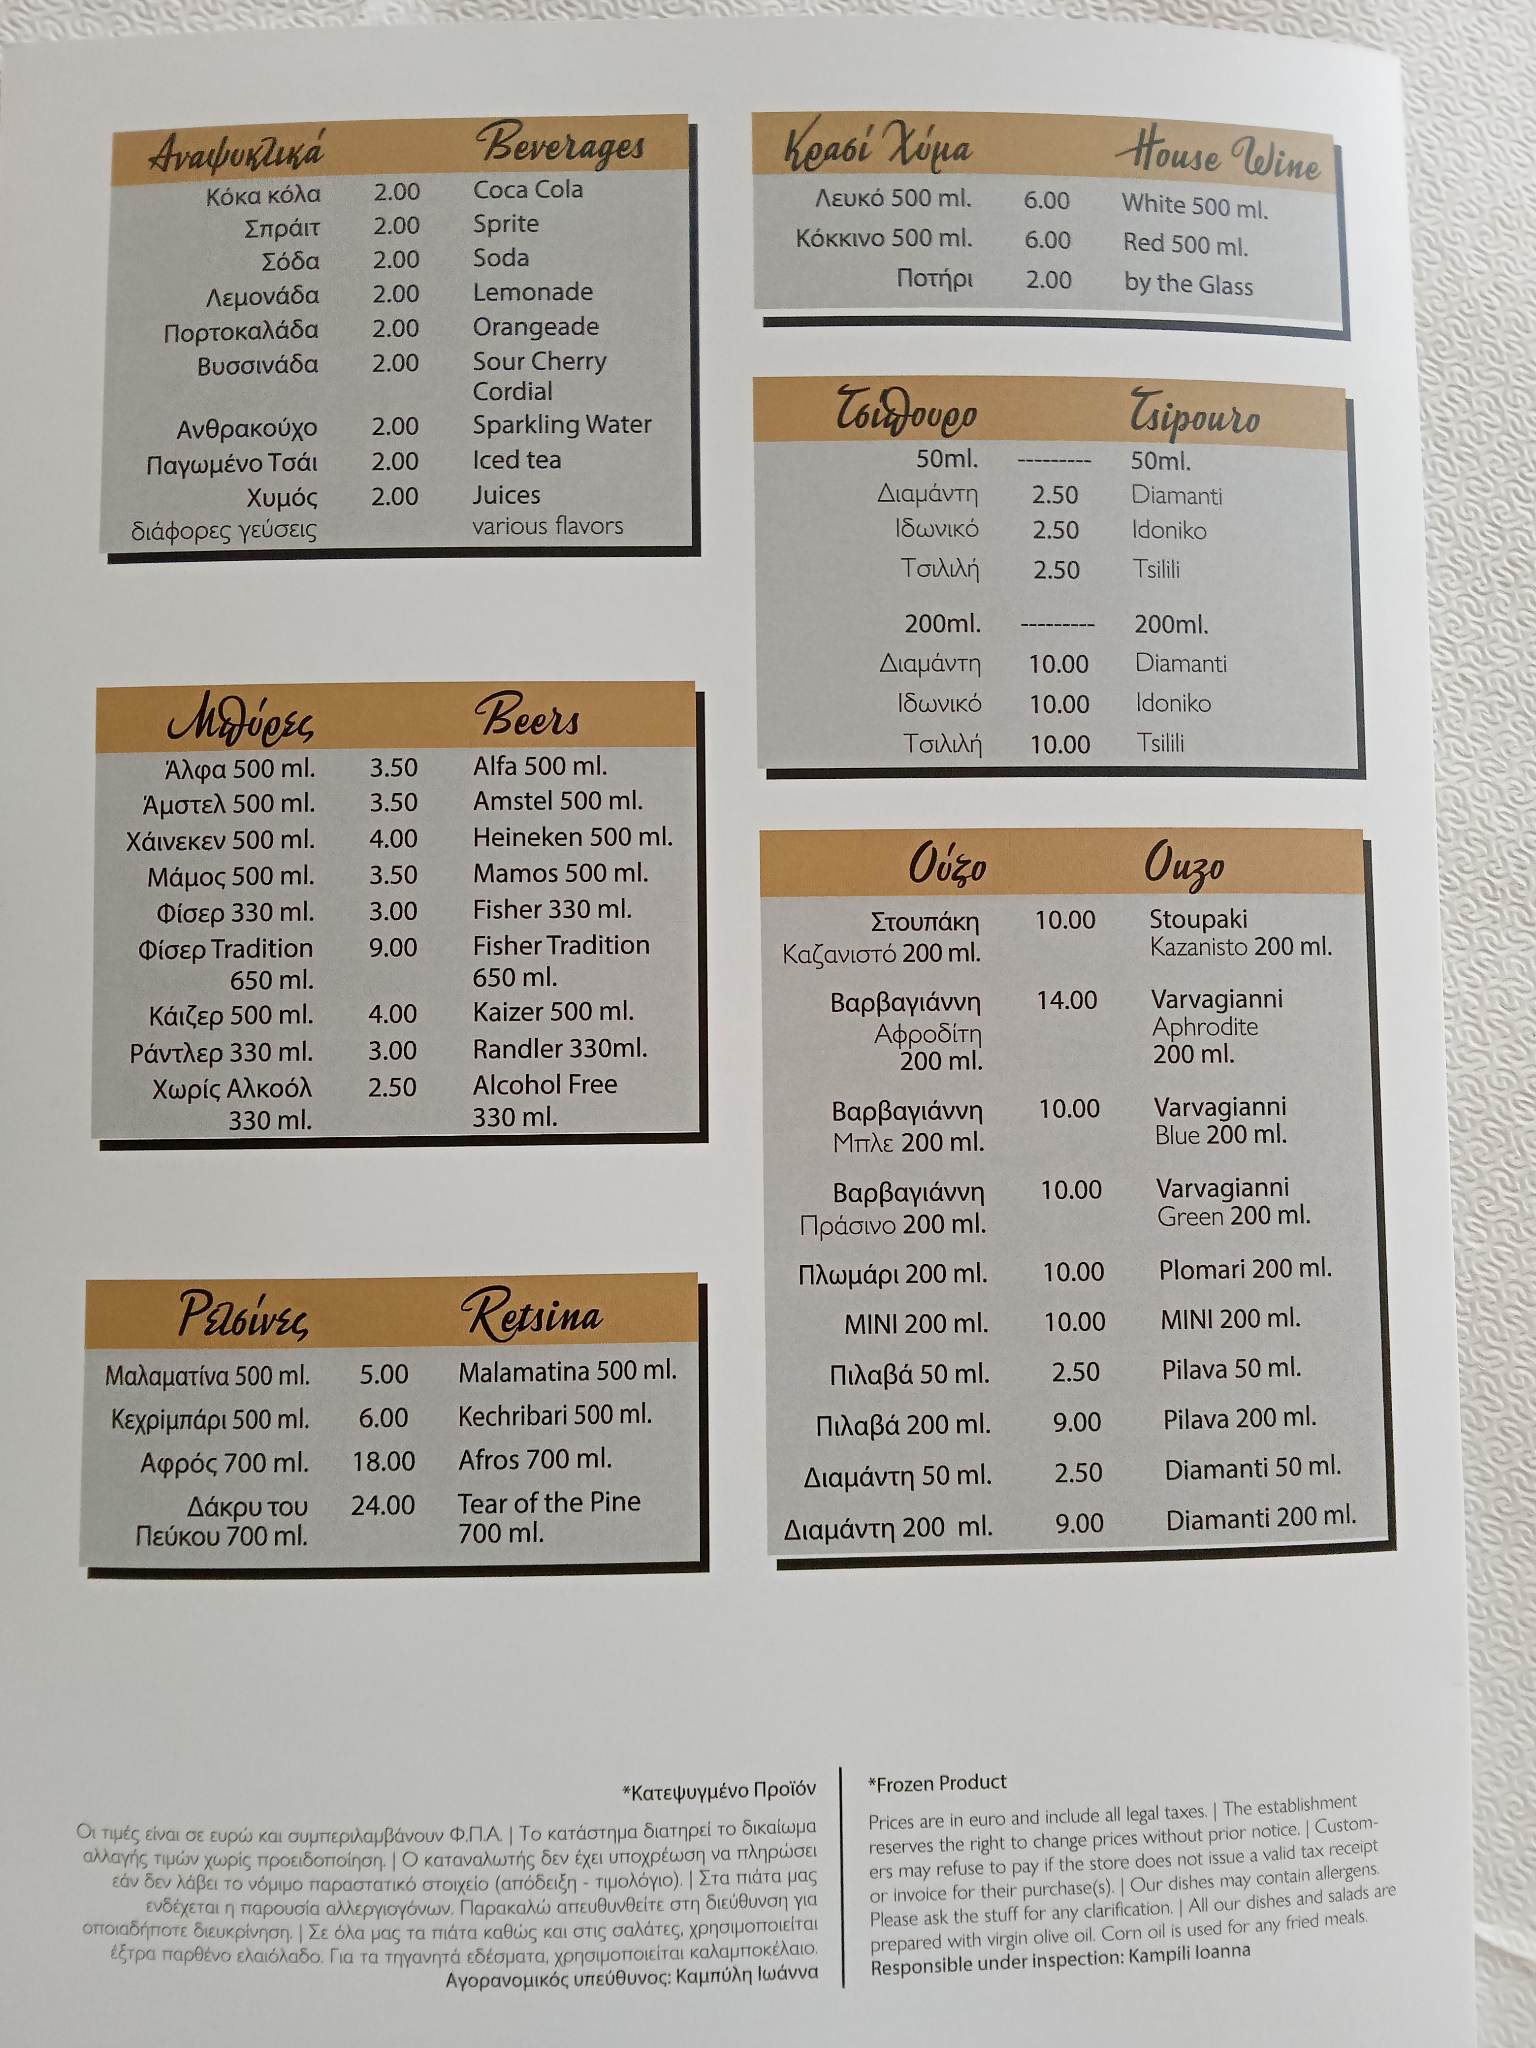 Αναψυκτικά Beverages
Κόκα κόλα 2.00 Coca Cola
Σπράιτ 2.00 Sprite
Σόδα 2.00 Soda
Λεμονάδα 2.00 Lemonade
Πορτοκαλάδα 2.00 Orangeade
Βυσσινάδα 2.00 Sour Cherry
Cordial
Ανθρακούχο 2.00 Sparkling Water
Παγωμένο Τσάι 2.00 Iced tea
Χυμός 2.00 Juices
διάφορες γεύσεις various flavors
Μπύρες Beers
Άλφα 500 ml. 3.50 Alfa 500 ml.
Άμστελ 500 ml. 3.50 Amstel 500 ml.
Χάινεκεν 500 ml. 4.00 Heineken 500 ml.
Μάμος 500 ml. 3.50 Mamos 500 ml.
Φίσερ 330 ml. 3.00 Fisher 330 ml.
Φίσερ Tradition 9.00 Fisher Tradition
650 ml. 650 ml.
Κάιζερ 500 ml. 4.00 Kaizer 500 ml.
Ράντλερ 330 ml. 3.00 Randler 330ml.
Χωρίς Αλκοόλ 2.50 Alcohol Free
330 ml. 330 ml.
Ρετσίνες Retsina
Μαλαματίνα 500 ml. 5.00 Malamatina 500 ml.
Κεχρίμπάρι 500 ml. 6.00 Kechribari 500 ml.
Αφρός 700 ml. 18.00 Afros 700 ml.
Δάκρυ του 24.00 Tear of the Pine
Πεύκου 700 ml. 700 ml.
Κρασί Χύμα House Wine
Λευκό 500 ml. 6.00 White 500 ml.
Κόκκινο 500 ml. 6.00 Red 500 ml.
Ποτήρι 2.00 by the Glass
Τσίπουρο Tsipouro
50ml. --------- 50ml.
Διαμάντη 2.50 Diamanti
Ιδωνικό 2.50 Idoniko
Τσιλιλή 2.50 Tsilili
200ml. --------- 200ml.
Διαμάντη 10.00 Diamanti
Ιδωνικό 10.00 Idoniko
Τσιλιλή 10.00 Tsilili
Ούζο Ouzo
Στουπάκη 10.00 Stoupaki
Καζανιστό 200 ml. Kazanisto 200 ml.
Βαρβαγιάννη 14.00 Varvagianni
Αφροδίτη Aphrodite
200 ml. 200 ml.
Βαρβαγιάννη 10.00 Varvagianni
Μπλε 200 ml. Blue 200 ml.
Βαρβαγιάννη 10.00 Varvagianni
Πράσινο 200 ml. Green 200 ml.
Πλωμάρι 200 ml. 10.00 Plomari 200 ml.
MINI 200 ml. 10.00 MINI 200 ml.
Πιλαβά 50 ml. 2.50 Pilava 50 ml.
Πιλαβά 200 ml. 9.00 Pilava 200 ml.
Διαμάντη 50 ml. 2.50 Diamanti 50 ml.
Διαμάντη 200 ml. 9.00 Diamanti 200 ml.
*Κατεψυγμένο Προϊόν
Οι τιμές είναι σε ευρώ και συμπεριλαμβάνουν Φ.Π.Α. | Το κατάστημα διατηρεί το δικαίωμα
αλλαγής τιμών χωρίς προειδοποίηση. | Ο καταναλωτής δεν έχει υποχρέωση να πληρώσει
εάν δεν λάβει το νόμιμο παραστατικό στοιχείο (απόδειξη - τιμολόγιο). | Στα πιάτα μας
ενδέχεται η παρουσία αλλεργιογόνων. Παρακαλώ απευθυνθείτε στη διεύθυνση για
οποιαδήποτε διευκρίνηση. | Σε όλα μας τα πιάτα καθώς και στις σαλάτες, χρησιμοποιείται
έξτρα παρθένο ελαιόλαδο. Για τα τηγανητά εδέσματα, χρησιμοποιείται καλαμποκέλαιο.
Αγορανομικός υπεύθυνος: Καμπύλη Ιωάννα
*Frozen Product
Prices are in euro and include all legal taxes. | The establishment
reserves the right to change prices without prior notice. | Custom-
ers may refuse to pay if the store does not issue a valid tax receipt
or invoice for their purchase(s). | Our dishes may contain allergens.
Please ask the stuff for any clarification. | All our dishes and salads are
prepared with virgin olive oil. Corn oil is used for any fried meals.
Responsible under inspection: Kampili Ioanna